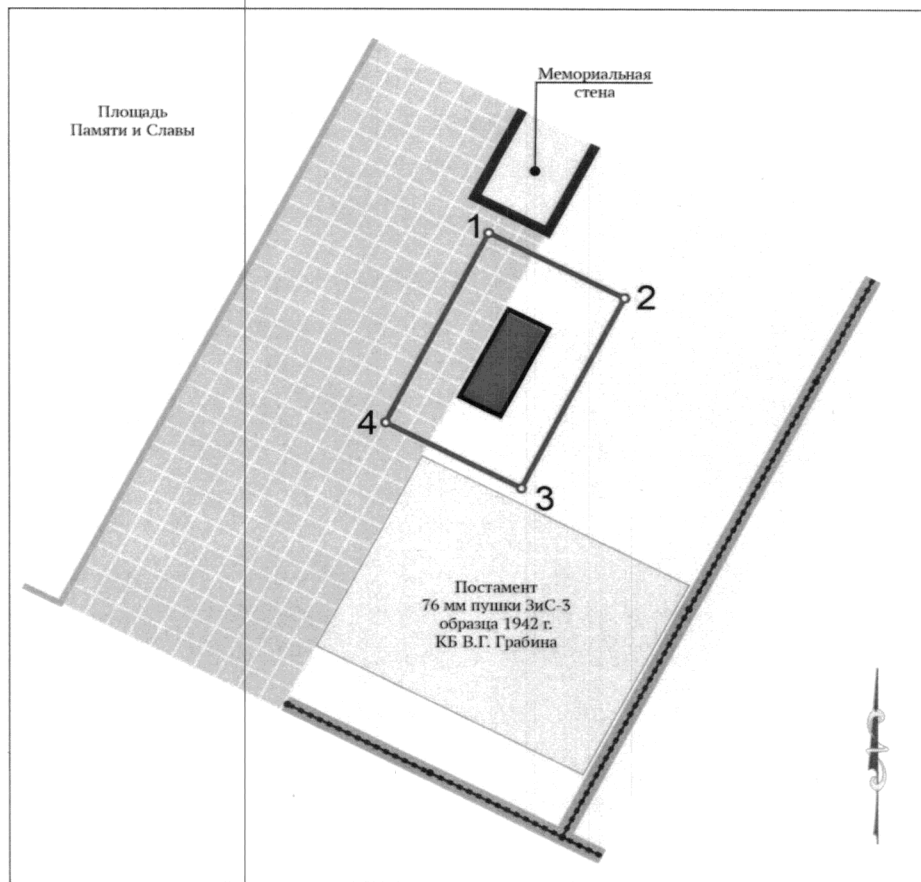 Мемориальная
стена
Площадь
Памяти и Славы
1
2
4
3
Постамент
76 мм пушки ЗиС-3
образца 1942 г.
КБ В.Г. Грабина
С
Ю